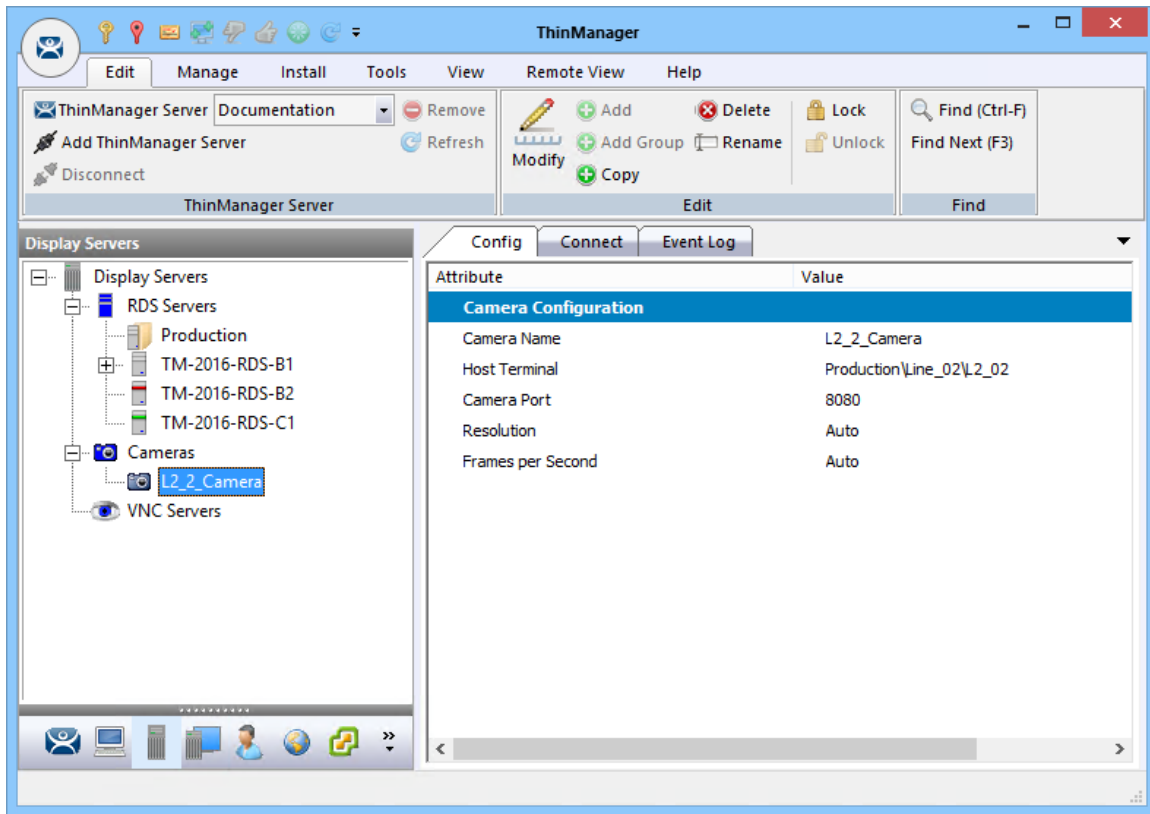 ThinManager
Edit Manage Install Tools View Remote View Help
ThinManager Server Documentation Remove
Add ThinManager Server Refresh
Disconnect
ThinManager Server
Modify
Add Delete
Add Group Rename
Copy
Lock
Unlock
Edit
Find (Ctrl-F)
Find Next (F3)
Find
Display Servers
Display Servers
RDS Servers
Production
TM-2016-RDS-B1
TM-2016-RDS-B2
TM-2016-RDS-C1
Cameras
L2_2_Camera
VNC Servers
Config Connect Event Log
Attribute Value
Camera Configuration
Camera Name L2_2_Camera
Host Terminal Production\Line_02\L2_02
Camera Port 8080
Resolution Auto
Frames per Second Auto